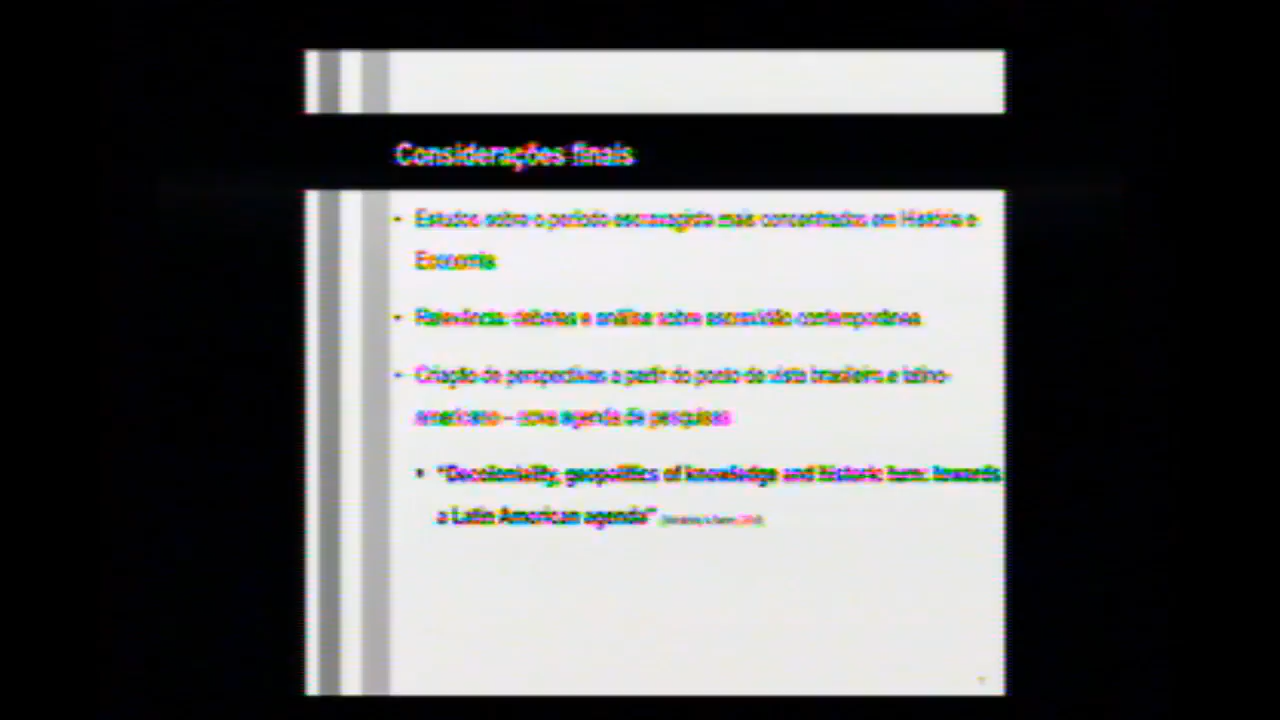 Considerações finais
• Estudos sobre o período escravagista mais concentrados em História e
Economia
• Relevância: debates e análise sobre escravidão contemporânea
• Criação de perspectivas a partir do ponto de vista brasileiro e latino-
americano – nova agenda de pesquisas
• "Decoloniality, geopolitics of knowledge and historic turn: towards
a Latin American agenda"